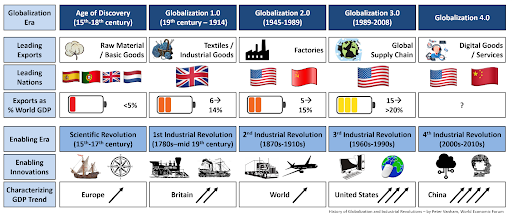 Globalization Era
Age of Discovery (15th-18th century)
Globalization 1.0 (19th century – 1914)
Globalization 2.0 (1945-1989)
Globalization 3.0 (1989-2008)
Globalization 4.0
Leading Exports
Raw Material / Basic Goods
Textiles / Industrial Goods
Factories
Global Supply Chain
Digital Goods / Services
Leading Nations
Exports as % World GDP
<5%
6→ 14%
5→ 15%
15→ >20%
?
Enabling Era
Scientific Revolution (15th-17th century)
1st Industrial Revolution (1780s–mid 19th century)
2nd Industrial Revolution (1870s-1910s)
3rd Industrial Revolution (1960s-1990s)
4th Industrial Revolution (2000s-2010s)
Enabling Innovations
Characterizing GDP Trend
Europe
Britain
World
United States
China
History of Globalization and Industrial Revolutions – by Peter Vanham, World Economic Forum